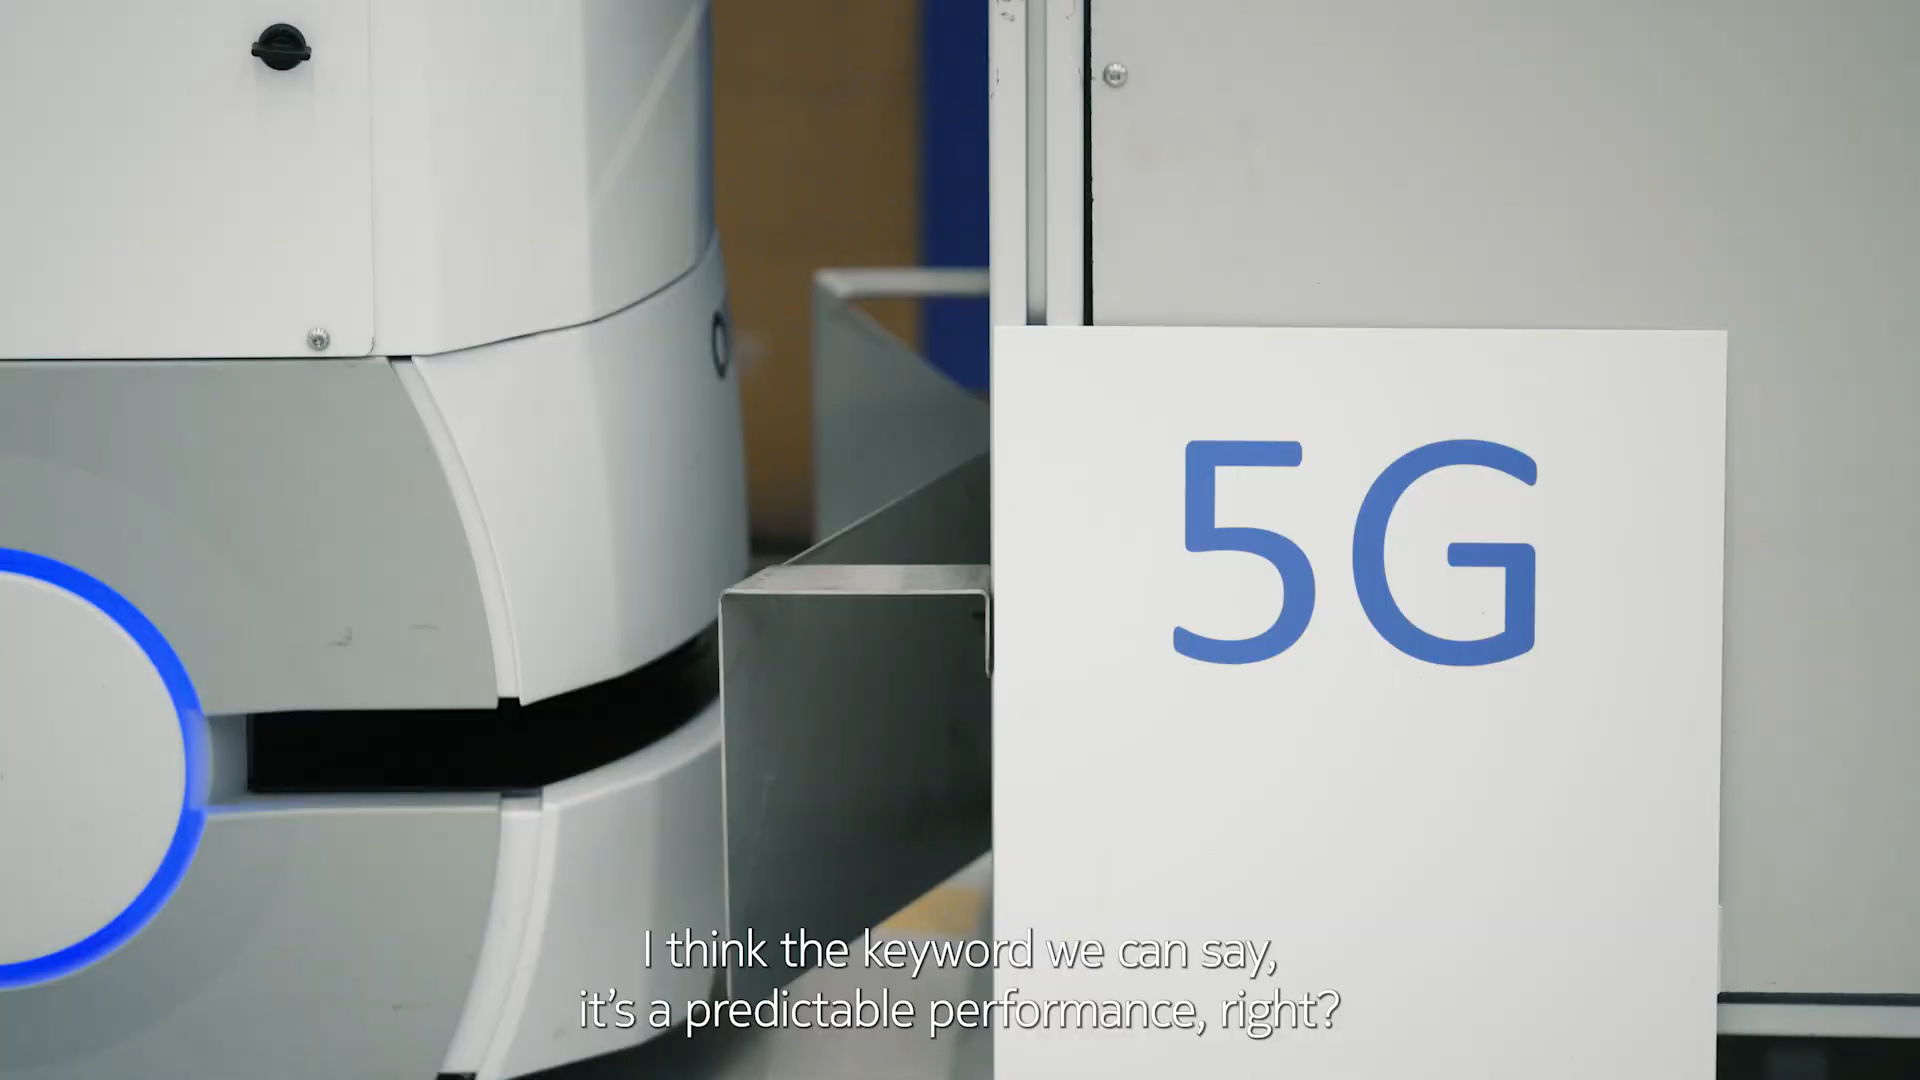 5G
I think the keyword we can say,
it's a predictable performance, right?